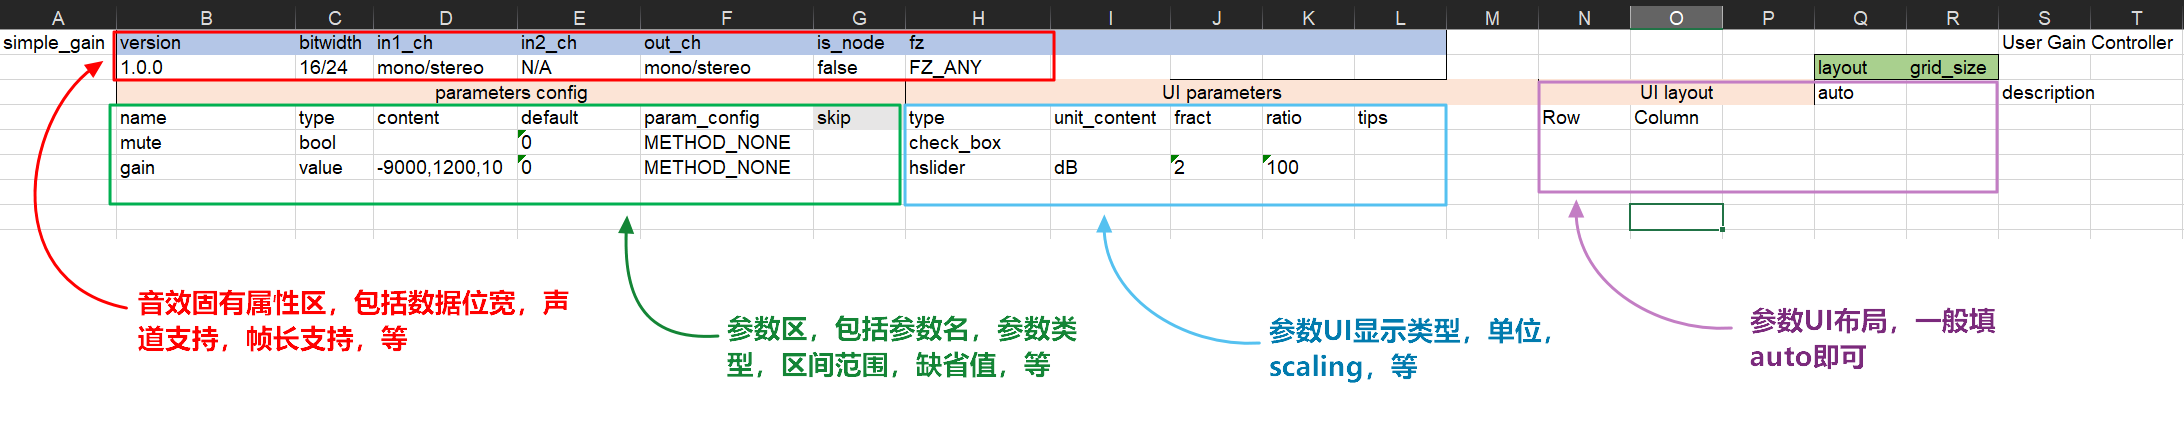 A B C D E F G H I J K L M N O P Q R S T
simple_gain version bitwidth in1_ch in2_ch out_ch is_node fz User Gain Controller
1.0.0 16/24 mono/stereo N/A mono/stereo false FZ_ANY layout grid_size
parameters config UI parameters UI layout auto description
name type content default param_config skip type unit_content fract ratio tips Row Column
mute bool 0 METHOD_NONE check_box
gain value -9000,1200,10 0 METHOD_NONE hslider dB 2 100
音效固有属性区，包括数据位宽，声
道支持，帧长支持，等
参数区，包括参数名，参数类
型，区间范围，缺省值，等
参数UI显示类型，单位，
scaling，等
参数UI布局，一般填
auto即可